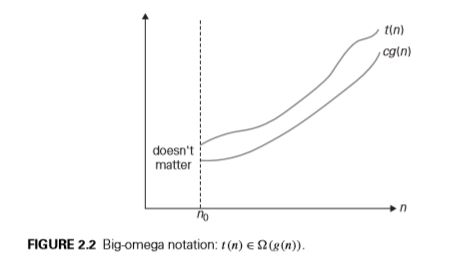 t(n)
cg(n)
doesn't
matter
n
n₀
FIGURE 2.2 Big-omega notation: t(n) ∈ Ω(g(n)).